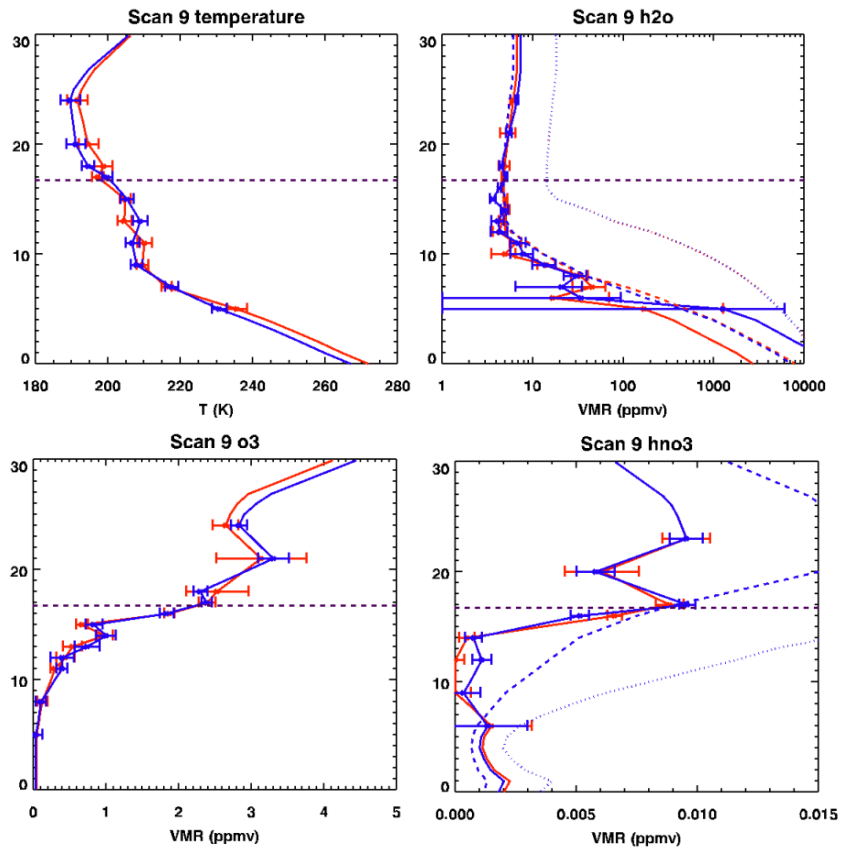 Scan 9 temperature
30
20
10
0
180 200 220 240 260 280
T (K)
Scan 9 h2o
30
20
10
0
1 10 100 1000 10000
VMR (ppmv)
Scan 9 o3
30
20
10
0
0 1 2 3 4 5
VMR (ppmv)
Scan 9 hno3
30
20
10
0
0.000 0.005 0.010 0.015
VMR (ppmv)